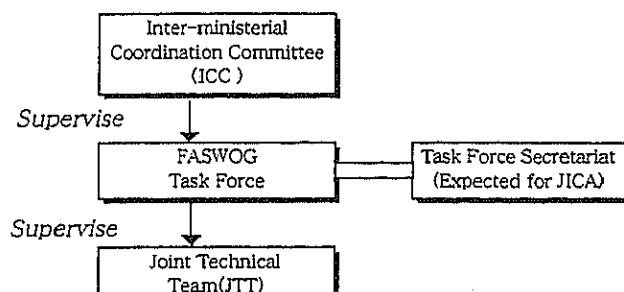 Inter-ministerial
Coordination Committee
(ICC )
Supervise
FASWOG
Task Force
Task Force Secretariat
(Expected for JICA)
Supervise
Joint Technical
Team(JTT)